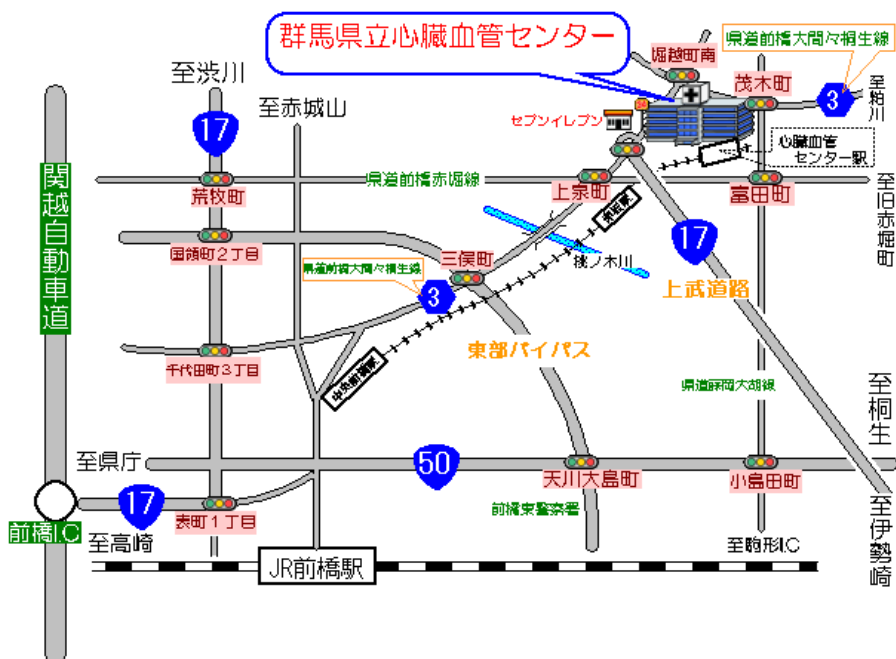 群馬県立心臓血管センター
堀越町南
県道前橋大間々桐生線
至渋川
茂木町
3
至粕川
至赤城山
17
セブンイレブン
心臓血管
センター駅
関越自動車道
荒牧町
県道前橋赤堀線
上泉町
富田町
至旧赤堀町
国領町2丁目
三俣町
桃ノ木川
17
上武道路
県道前橋大間々桐生線
3
千代田町3丁目
中央前橋駅
東部バイパス
県道藤岡大胡線
至桐生
至県庁
50
天川大島町
小島田町
17
表町1丁目
前橋東警察署
前橋I.C
至高崎
至駒形I.C
至伊勢崎
JR前橋駅